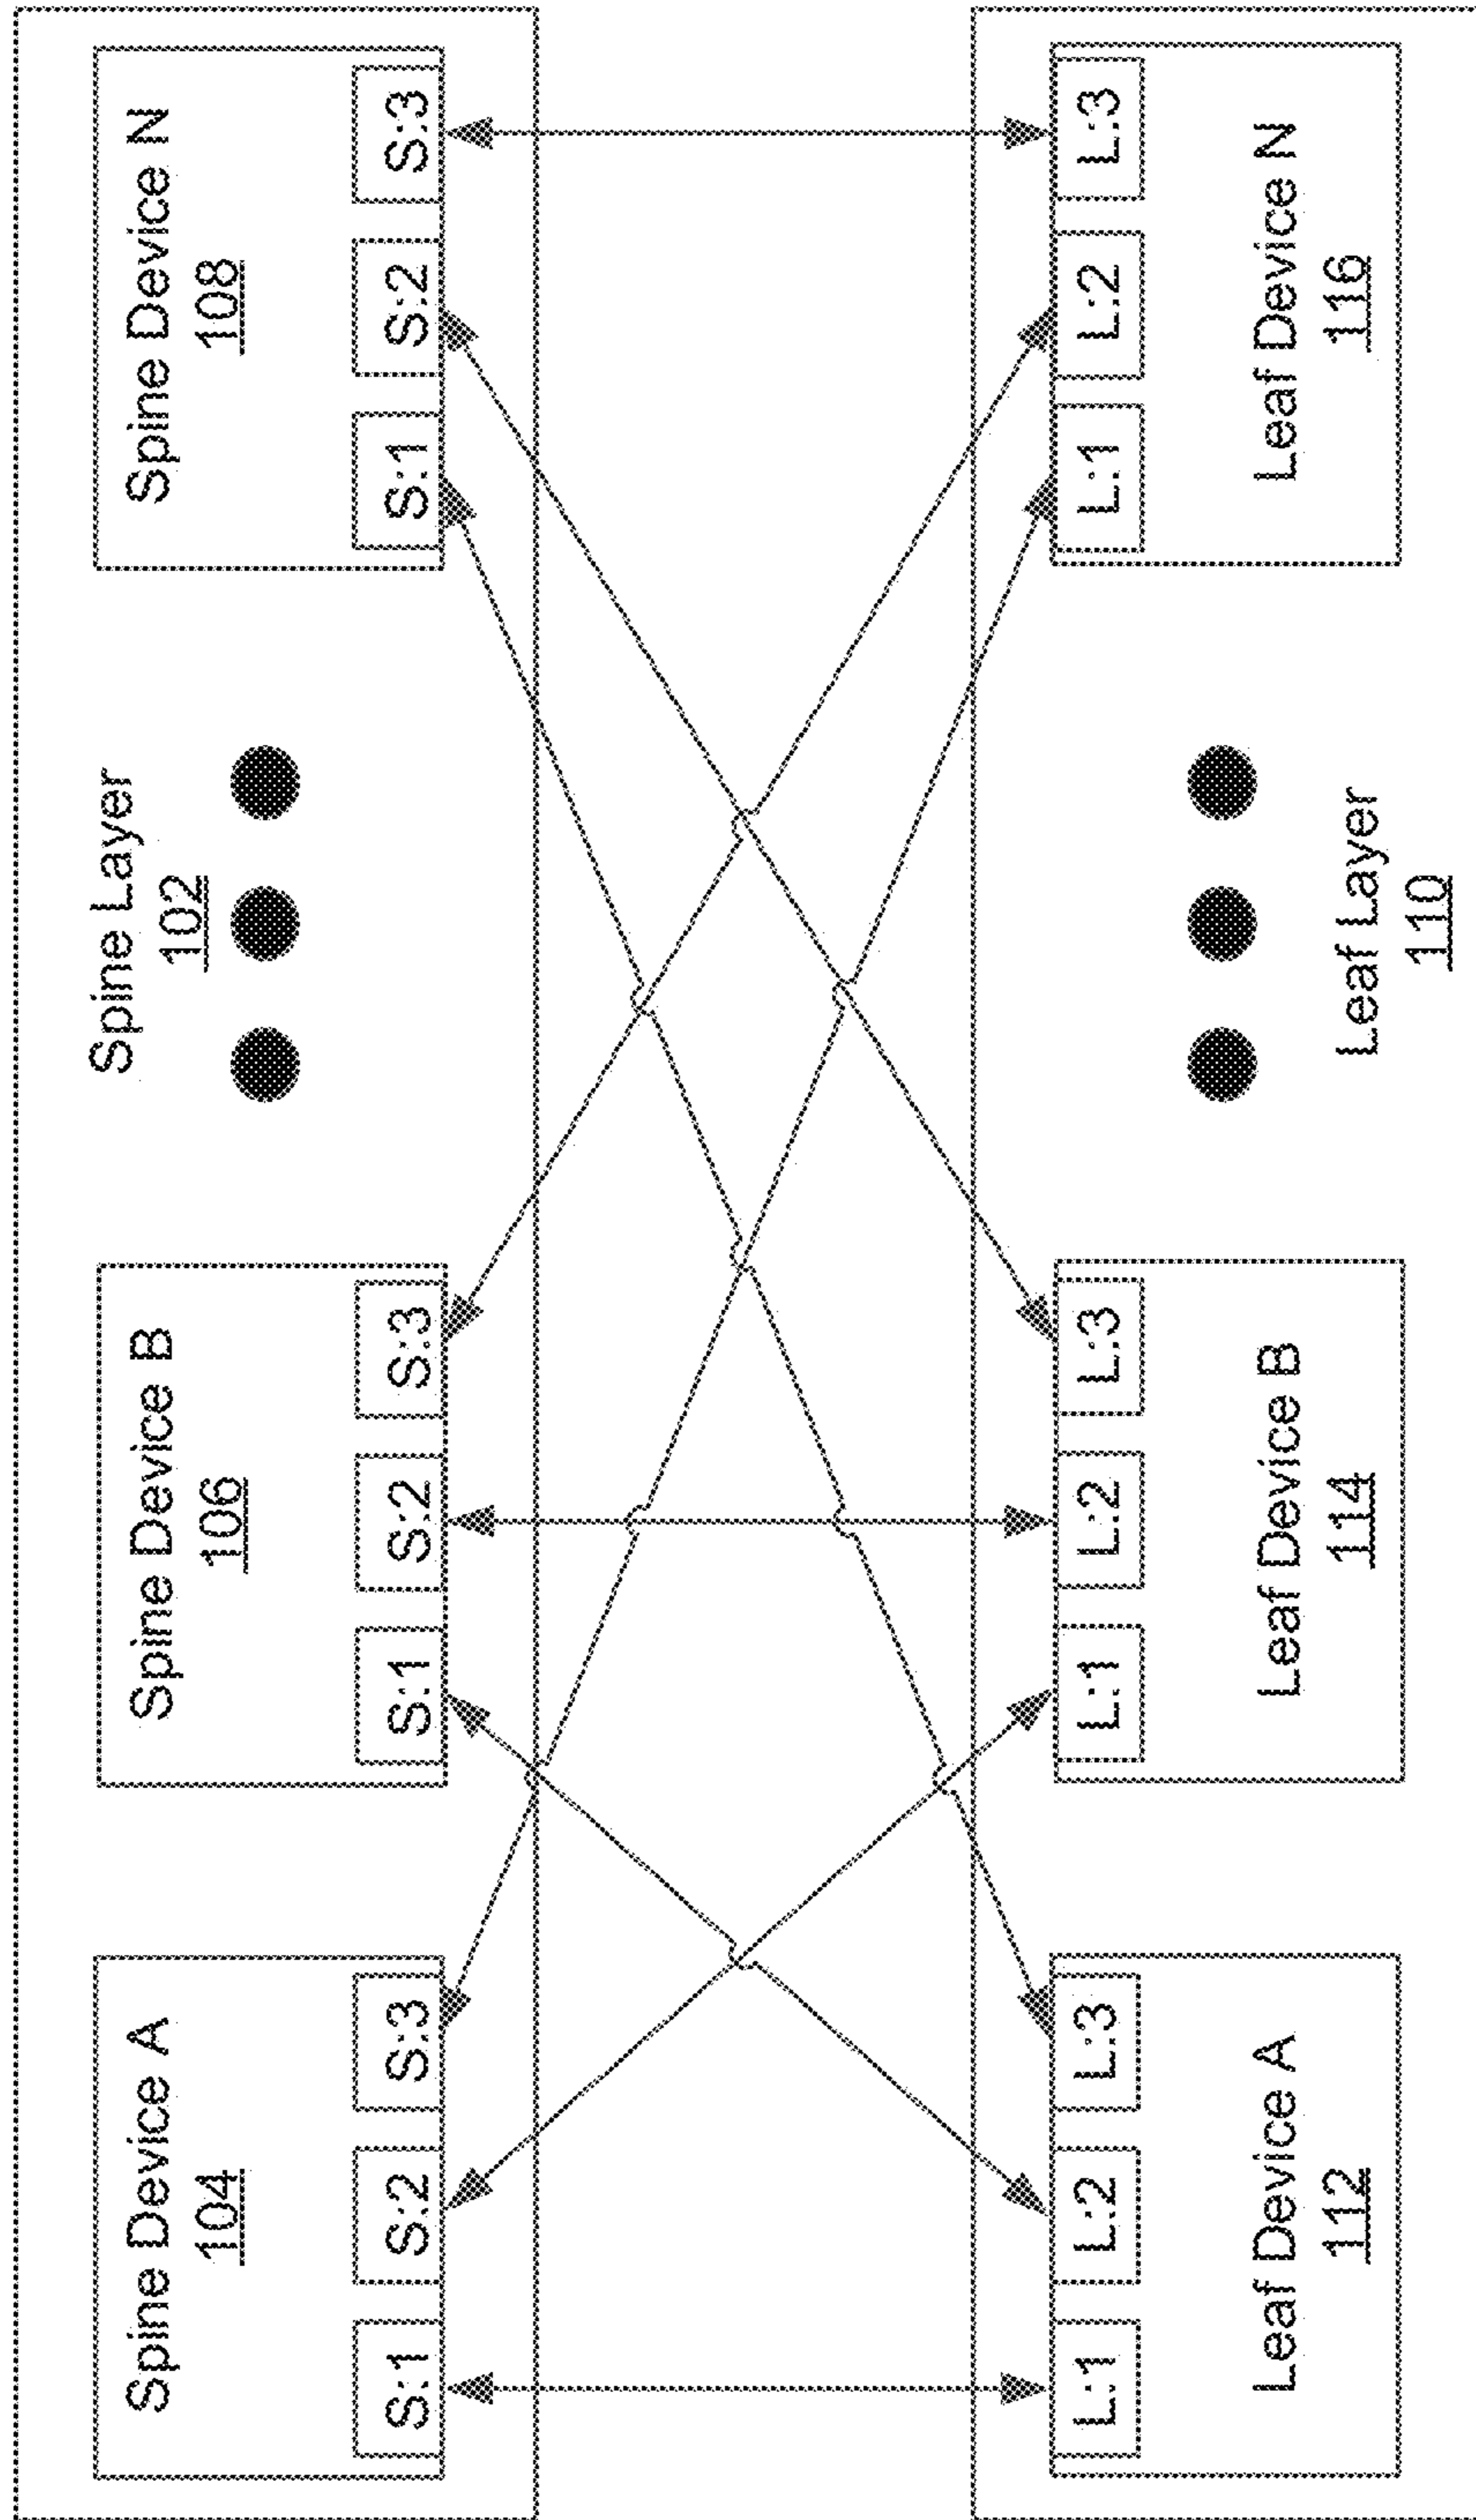 Spine Layer
102
Spine Device A
104
S:1
S:2
S:3
Spine Device B
106
S:1
S:2
S:3
Spine Device N
108
S:1
S:2
S:3
L:1
L:2
L:3
Leaf Device A
112
L:1
L:2
L:3
Leaf Device B
114
L:1
L:2
L:3
Leaf Device N
116
Leaf Layer
110